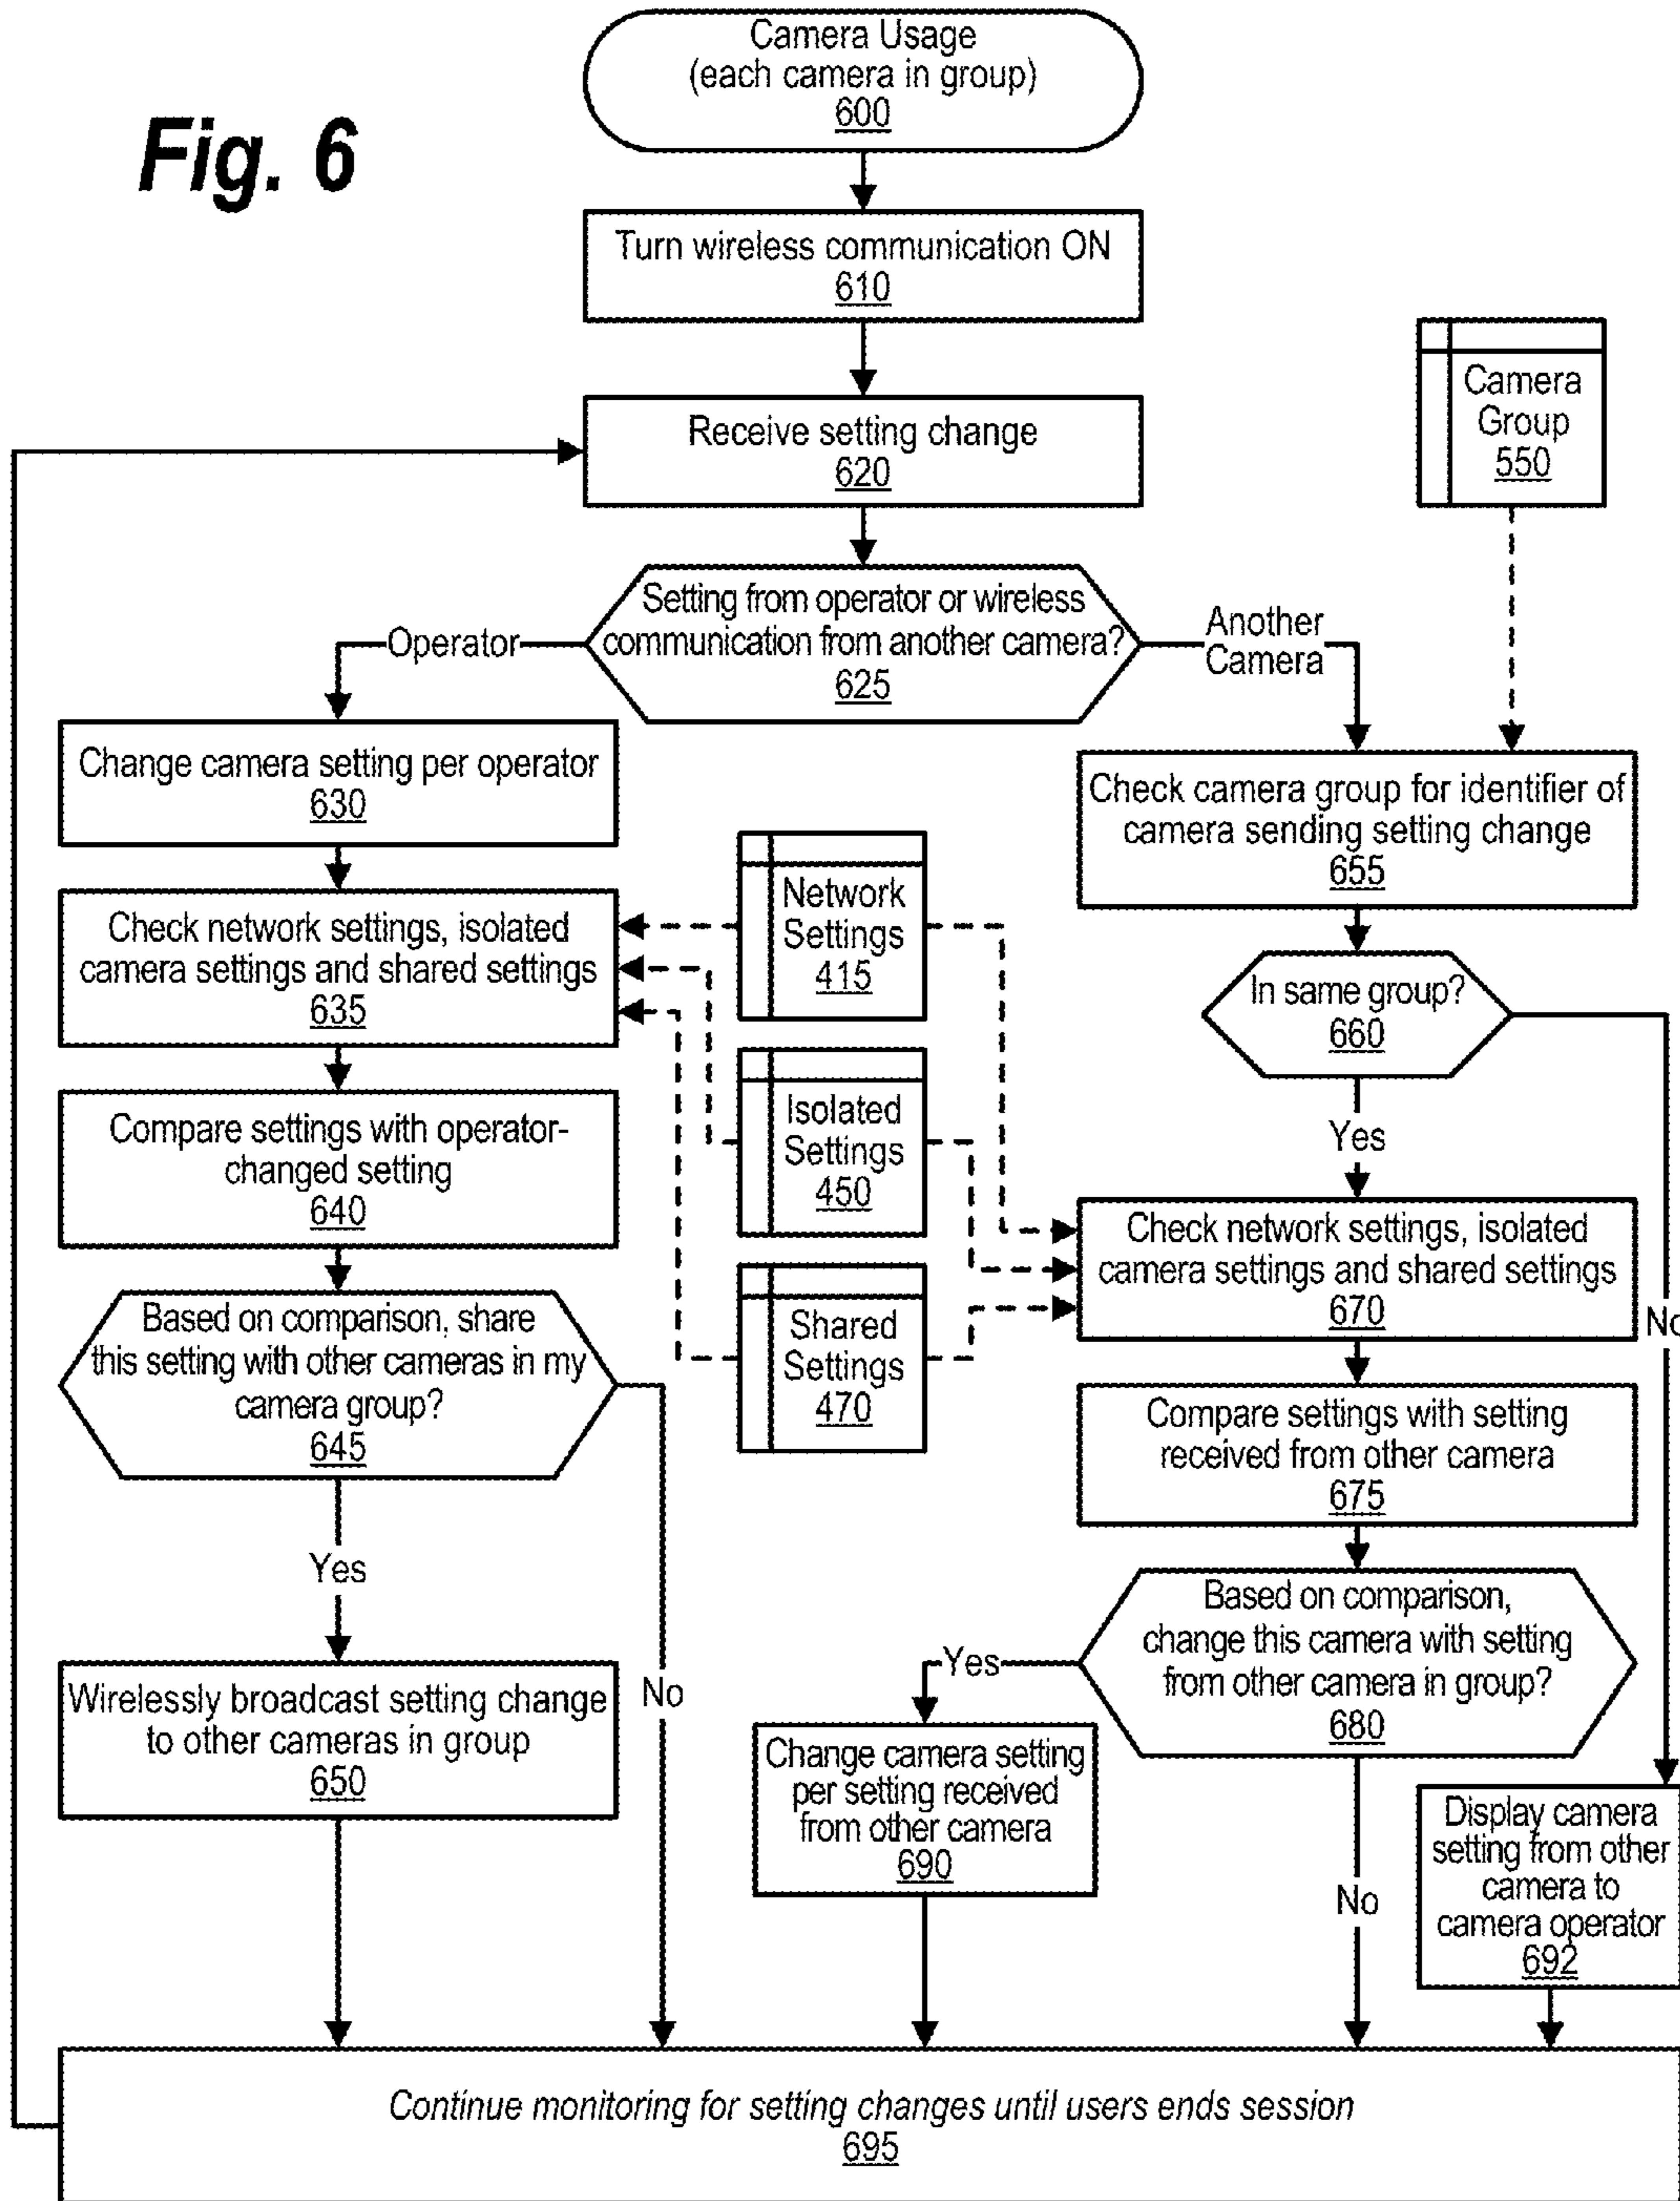 Fig. 6
Camera Usage
(each camera in group)
600
Turn wireless communication ON
610
Receive setting change
620
Camera
Group
550
Setting from operator or wireless
communication from another camera?
625
Operator
Another
Camera
Change camera setting per operator
630
Check camera group for identifier of
camera sending setting change
655
Check network settings, isolated
camera settings and shared settings
635
Network
Settings
415
In same group?
660
Yes
No
Compare settings with operator-
changed setting
640
Isolated
Settings
450
Check network settings, isolated
camera settings and shared settings
670
Based on comparison, share
this setting with other cameras in my
camera group?
645
Shared
Settings
470
Compare settings with setting
received from other camera
675
Yes
No
Based on comparison,
change this camera with setting
from other camera in group?
680
Yes
No
Wirelessly broadcast setting change
to other cameras in group
650
Change camera setting
per setting received
from other camera
690
Display camera
setting from other
camera to
camera operator
692
Continue monitoring for setting changes until users ends session
695